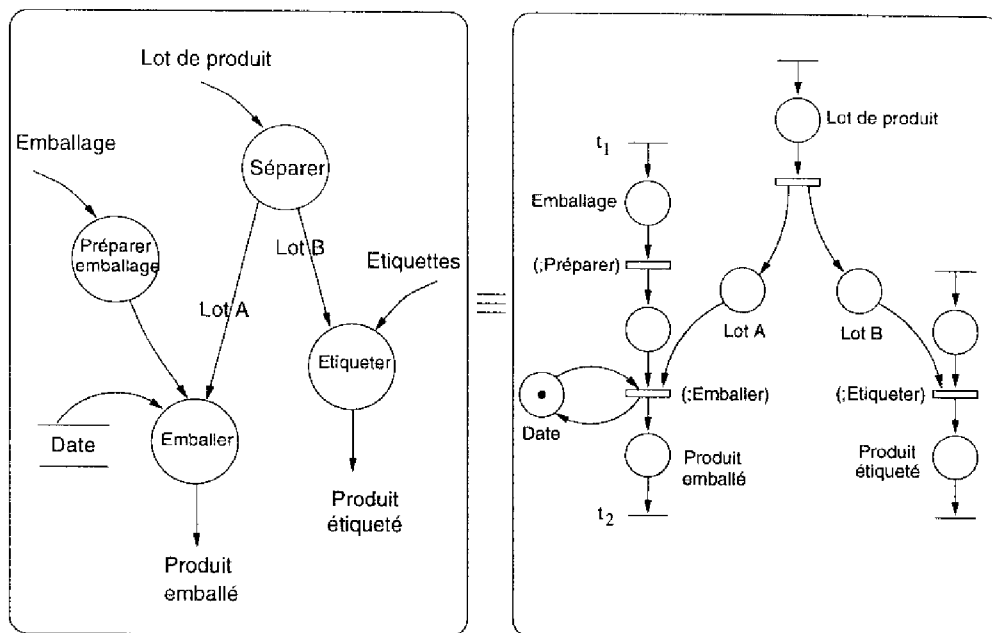 Lot de produit
Emballage
Séparer
Préparer
emballage
Lot B
Etiquettes
Lot A
Etiqueter
Date
Emballer
Produit
étiqueté
Produit
emballé
Lot de produit
t1
Emballage
(;Préparer)
Lot A
Lot B
(;Emballer)
(;Etiqueter)
Date
Produit
emballé
Produit
étiqueté
t2